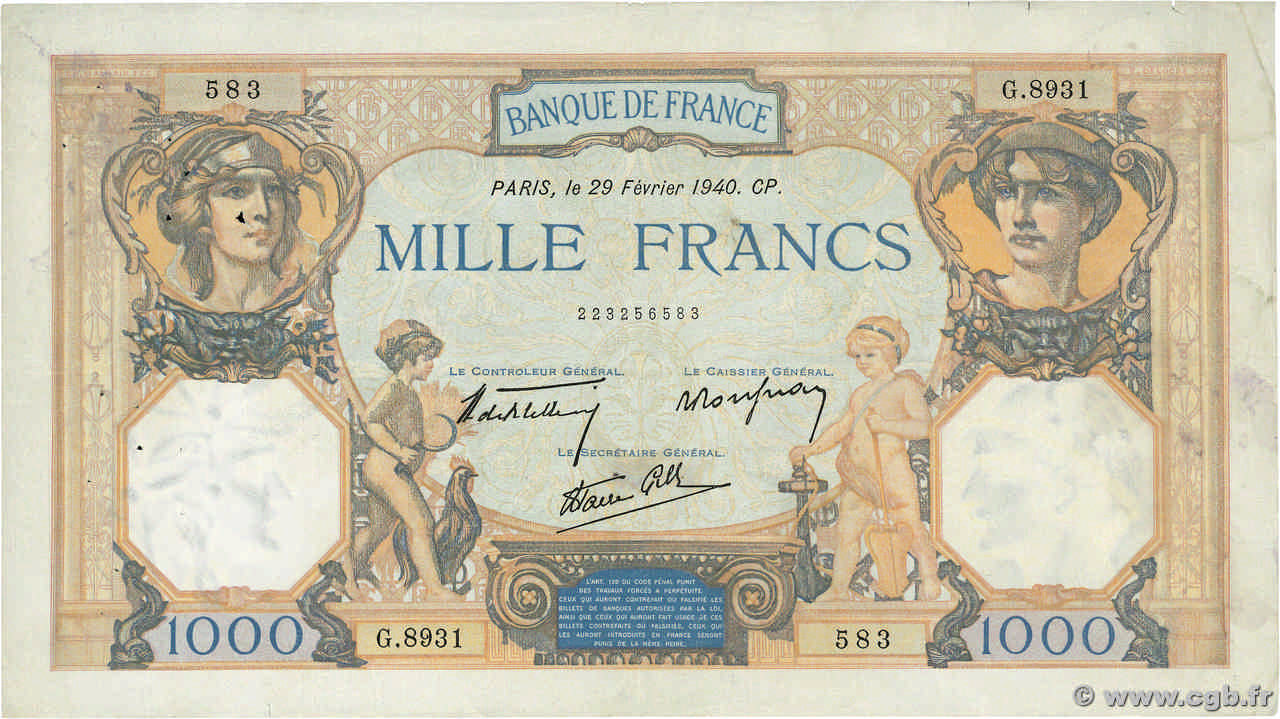 583
G.8931
BANQUE DE FRANCE
PARIS, le 29 Février 1940. CP.
MILLE FRANCS
223256583
LE CONTROLEUR GÉNÉRAL.
LE CAISSIER GÉNÉRAL.
LE SECRÉTAIRE GÉNÉRAL.
L'ART. 139 DU CODE PÉNAL PUNIT
DES TRAVAUX FORCÉS A PERPÉTUITÉ,
CEUX QUI AURONT CONTREFAIT OU FALSIFIÉ LES
BILLETS DE BANQUES AUTORISÉES PAR LA LOI,
AINSI QUE CEUX QUI AURONT FAIT USAGE DE CES
BILLETS CONTREFAITS OU FALSIFIÉS, CEUX QUI
LES AURONT INTRODUITS EN FRANCE SERONT
PUNIS DE LA MÊME PEINE.
1000
G.8931
583
1000
© www.cgb.fr